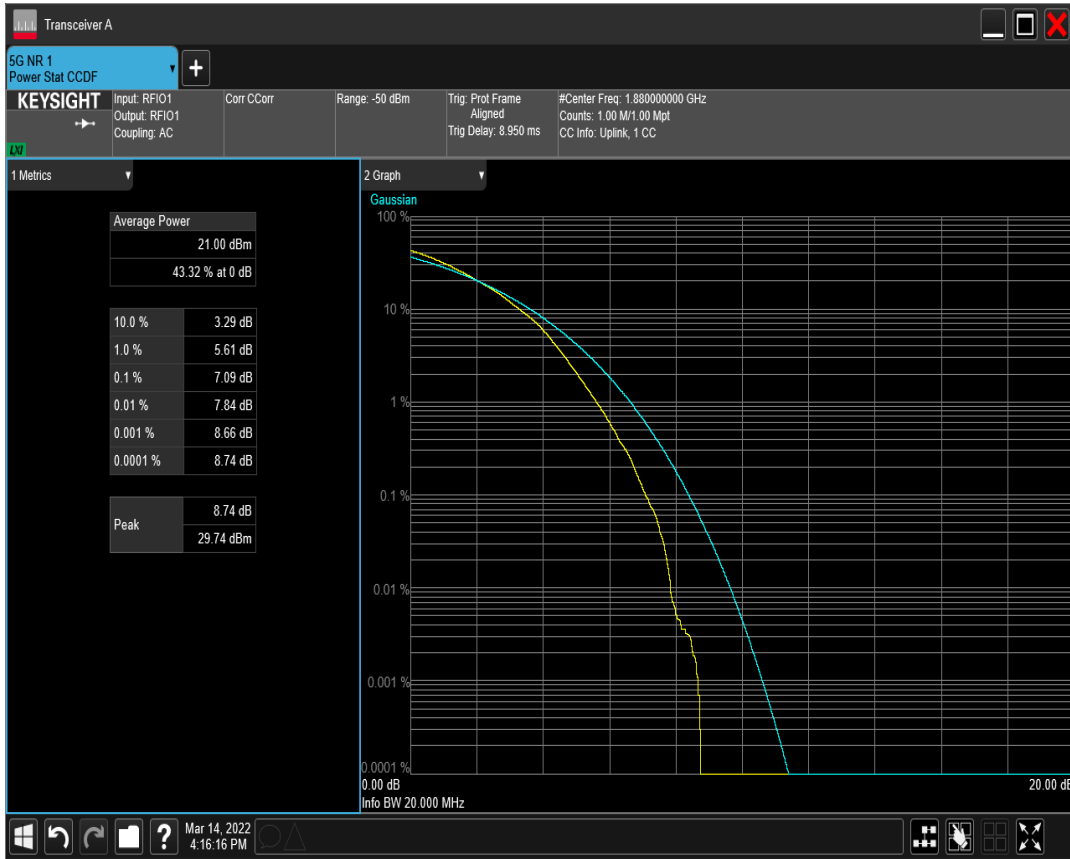 Transceiver A
5G NR 1
Power Stat CCDF
+
KEYSIGHT
LXI
Input: RFIO1
Output: RFIO1
Coupling: AC
Corr CCorr
Range: -50 dBm
Trig: Prot Frame
Aligned
Trig Delay: 8.950 ms
#Center Freq: 1.880000000 GHz
Counts: 1.00 M/1.00 Mpt
CC Info: Uplink, 1 CC
1 Metrics
Average Power
21.00 dBm
43.32 % at 0 dB
10.0 % 3.29 dB
1.0 % 5.61 dB
0.1 % 7.09 dB
0.01 % 7.84 dB
0.001 % 8.66 dB
0.0001 % 8.74 dB
Peak
8.74 dB
29.74 dBm
2 Graph
Gaussian
100 %
10 %
1 %
0.1 %
0.01 %
0.001 %
0.0001 %
0.00 dB 20.00 dB
Info BW 20.000 MHz
?
Mar 14, 2022
4:16:16 PM